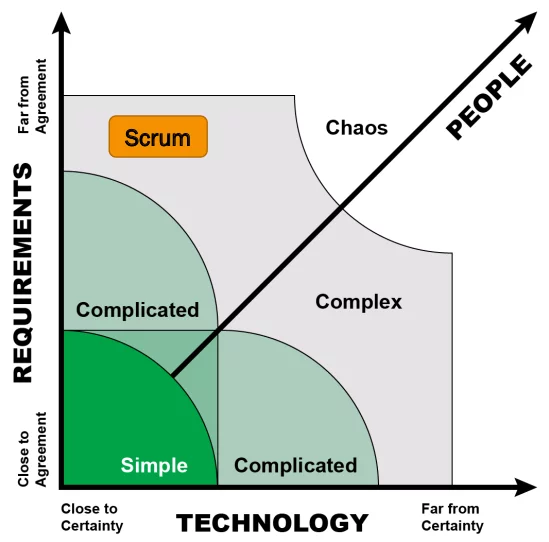 PEOPLE
Far from
Agreement
Scrum
Chaos
REQUIREMENTS
Complicated
Complex
Close to
Agreement
Simple
Complicated
Close to
Certainty
TECHNOLOGY
Far from
Certainty